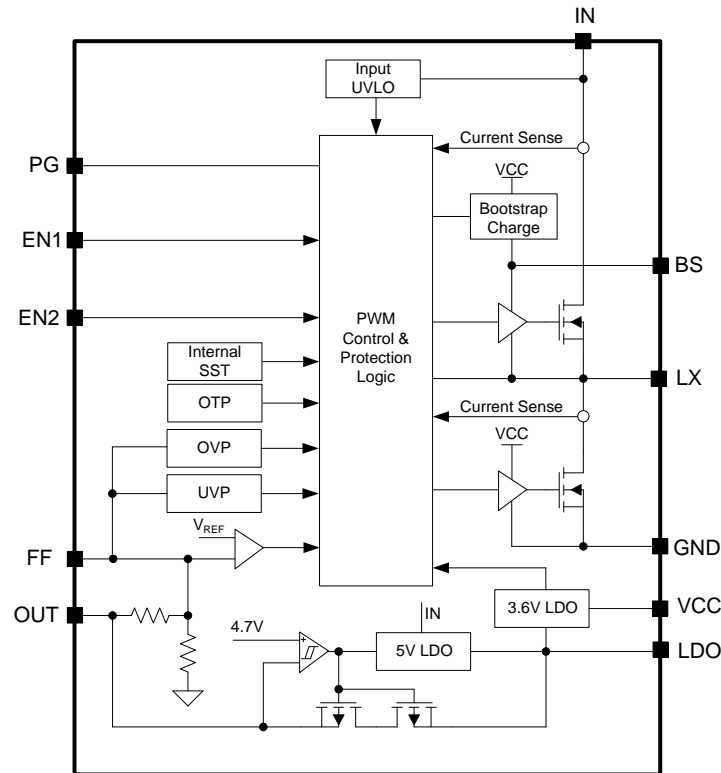 IN
Input
UVLO
Current Sense
PG
VCC
Bootstrap
Charge
EN1
BS
EN2
PWM
Control &
Protection
Logic
Internal
SST
LX
OTP
Current Sense
OVP
VCC
UVP
VREF
FF
GND
OUT
IN
3.6V LDO
VCC
4.7V
+
-
5V LDO
LDO